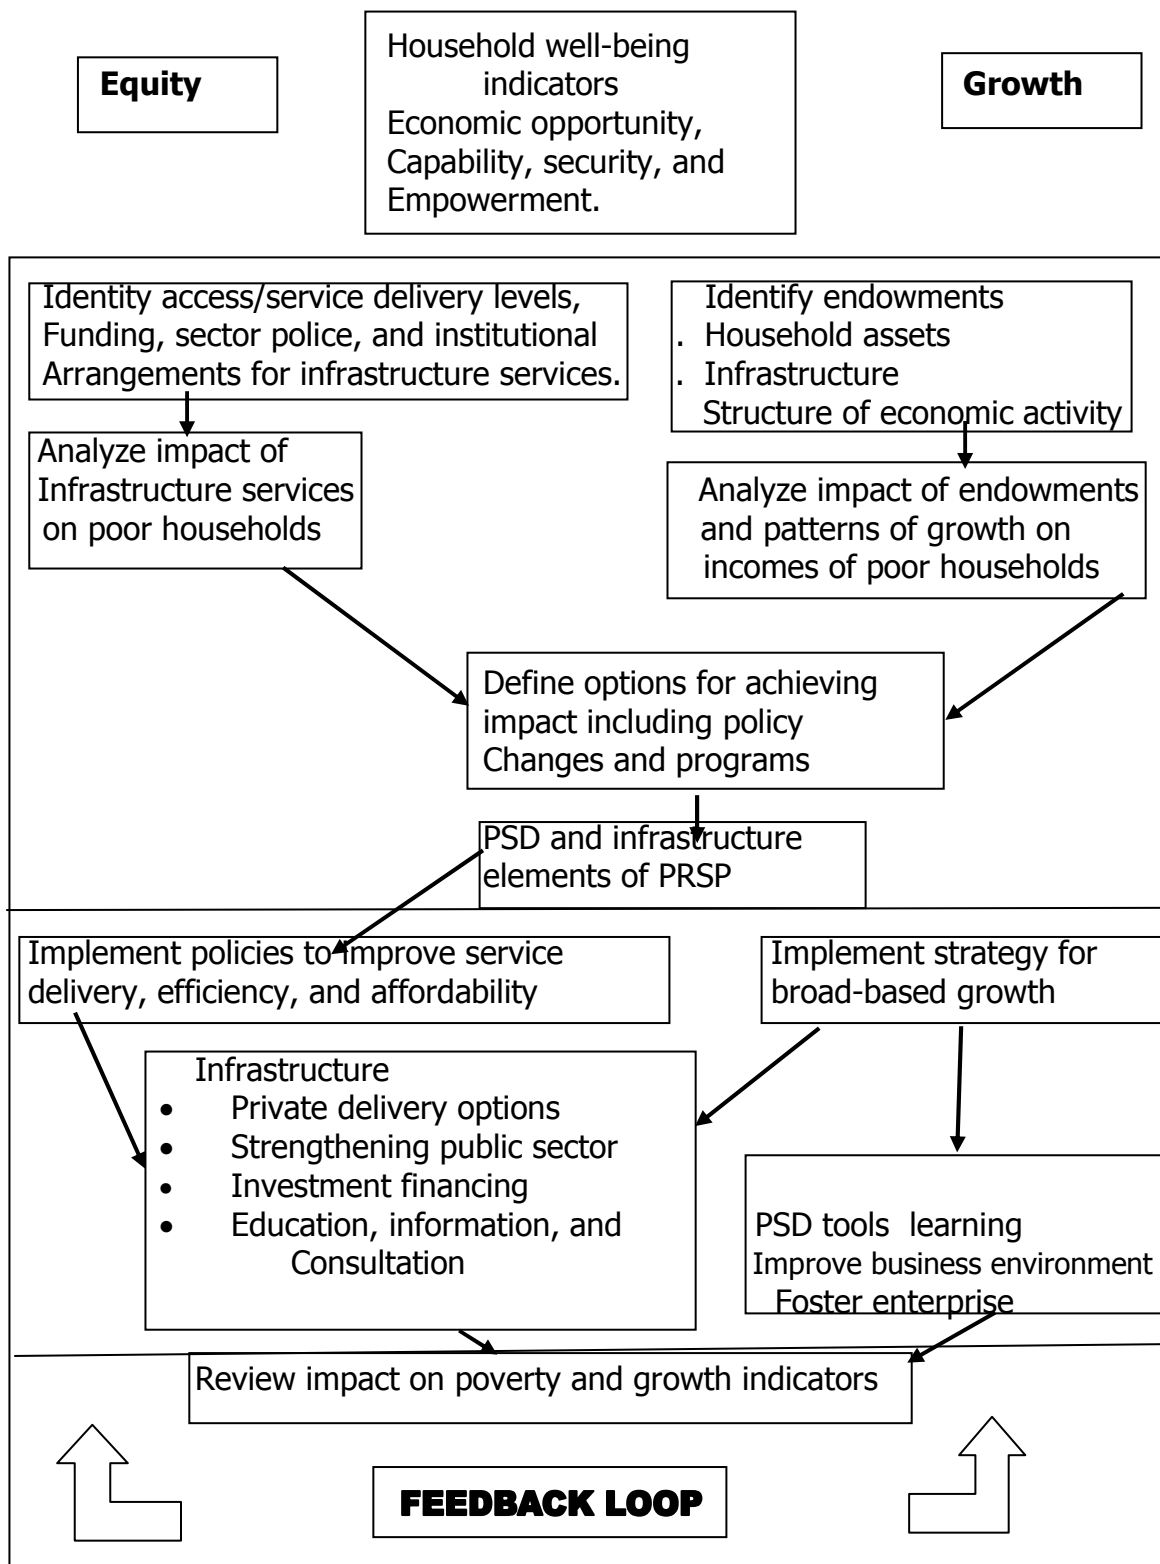 Equity
Household well-being
indicators
Economic opportunity,
Capability, security, and
Empowerment.
Growth
Identity access/service delivery levels,
Funding, sector police, and institutional
Arrangements for infrastructure services.
Identify endowments
. Household assets
. Infrastructure
Structure of economic activity
Analyze impact of
Infrastructure services
on poor households
Analyze impact of endowments
and patterns of growth on
incomes of poor households
Define options for achieving
impact including policy
Changes and programs
PSD and infrastructure
elements of PRSP
Implement policies to improve service
delivery, efficiency, and affordability
Implement strategy for
broad-based growth
Infrastructure
• Private delivery options
• Strengthening public sector
• Investment financing
• Education, information, and
Consultation
PSD tools learning
Improve business environment
Foster enterprise
Review impact on poverty and growth indicators
FEEDBACK LOOP